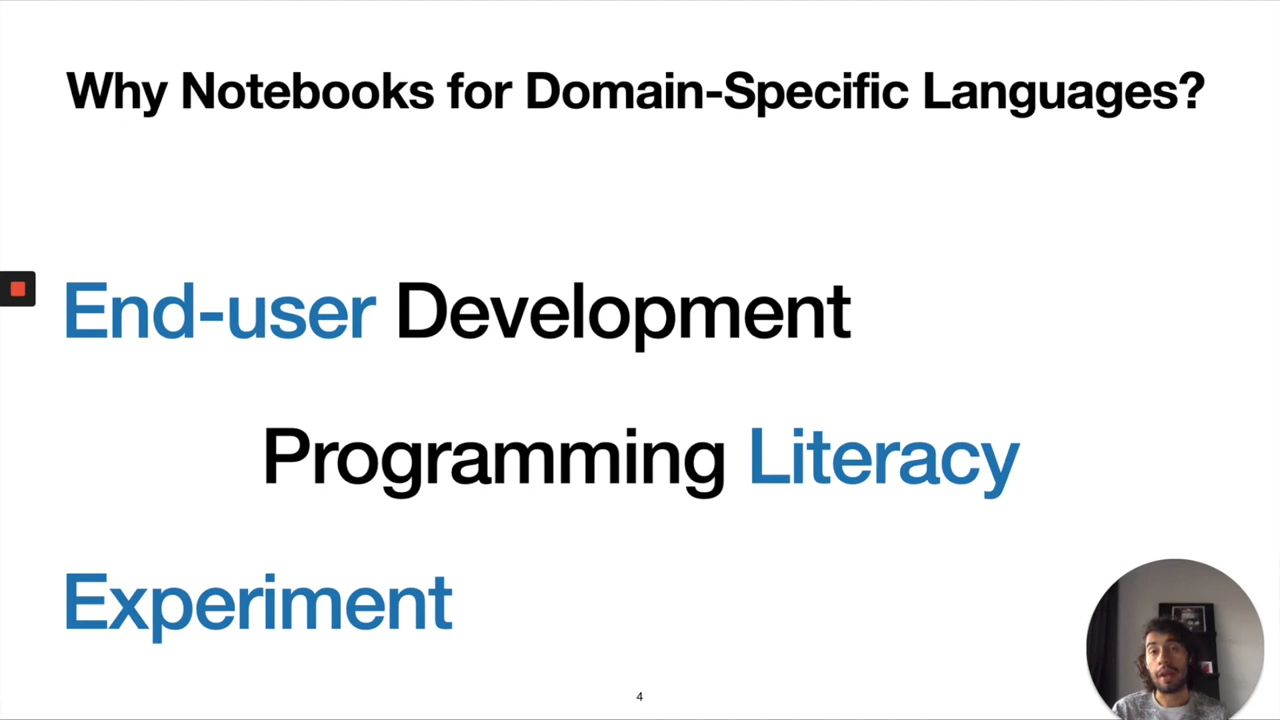 Why Notebooks for Domain-Specific Languages?
End-user Development
Programming Literacy
Experiment
4